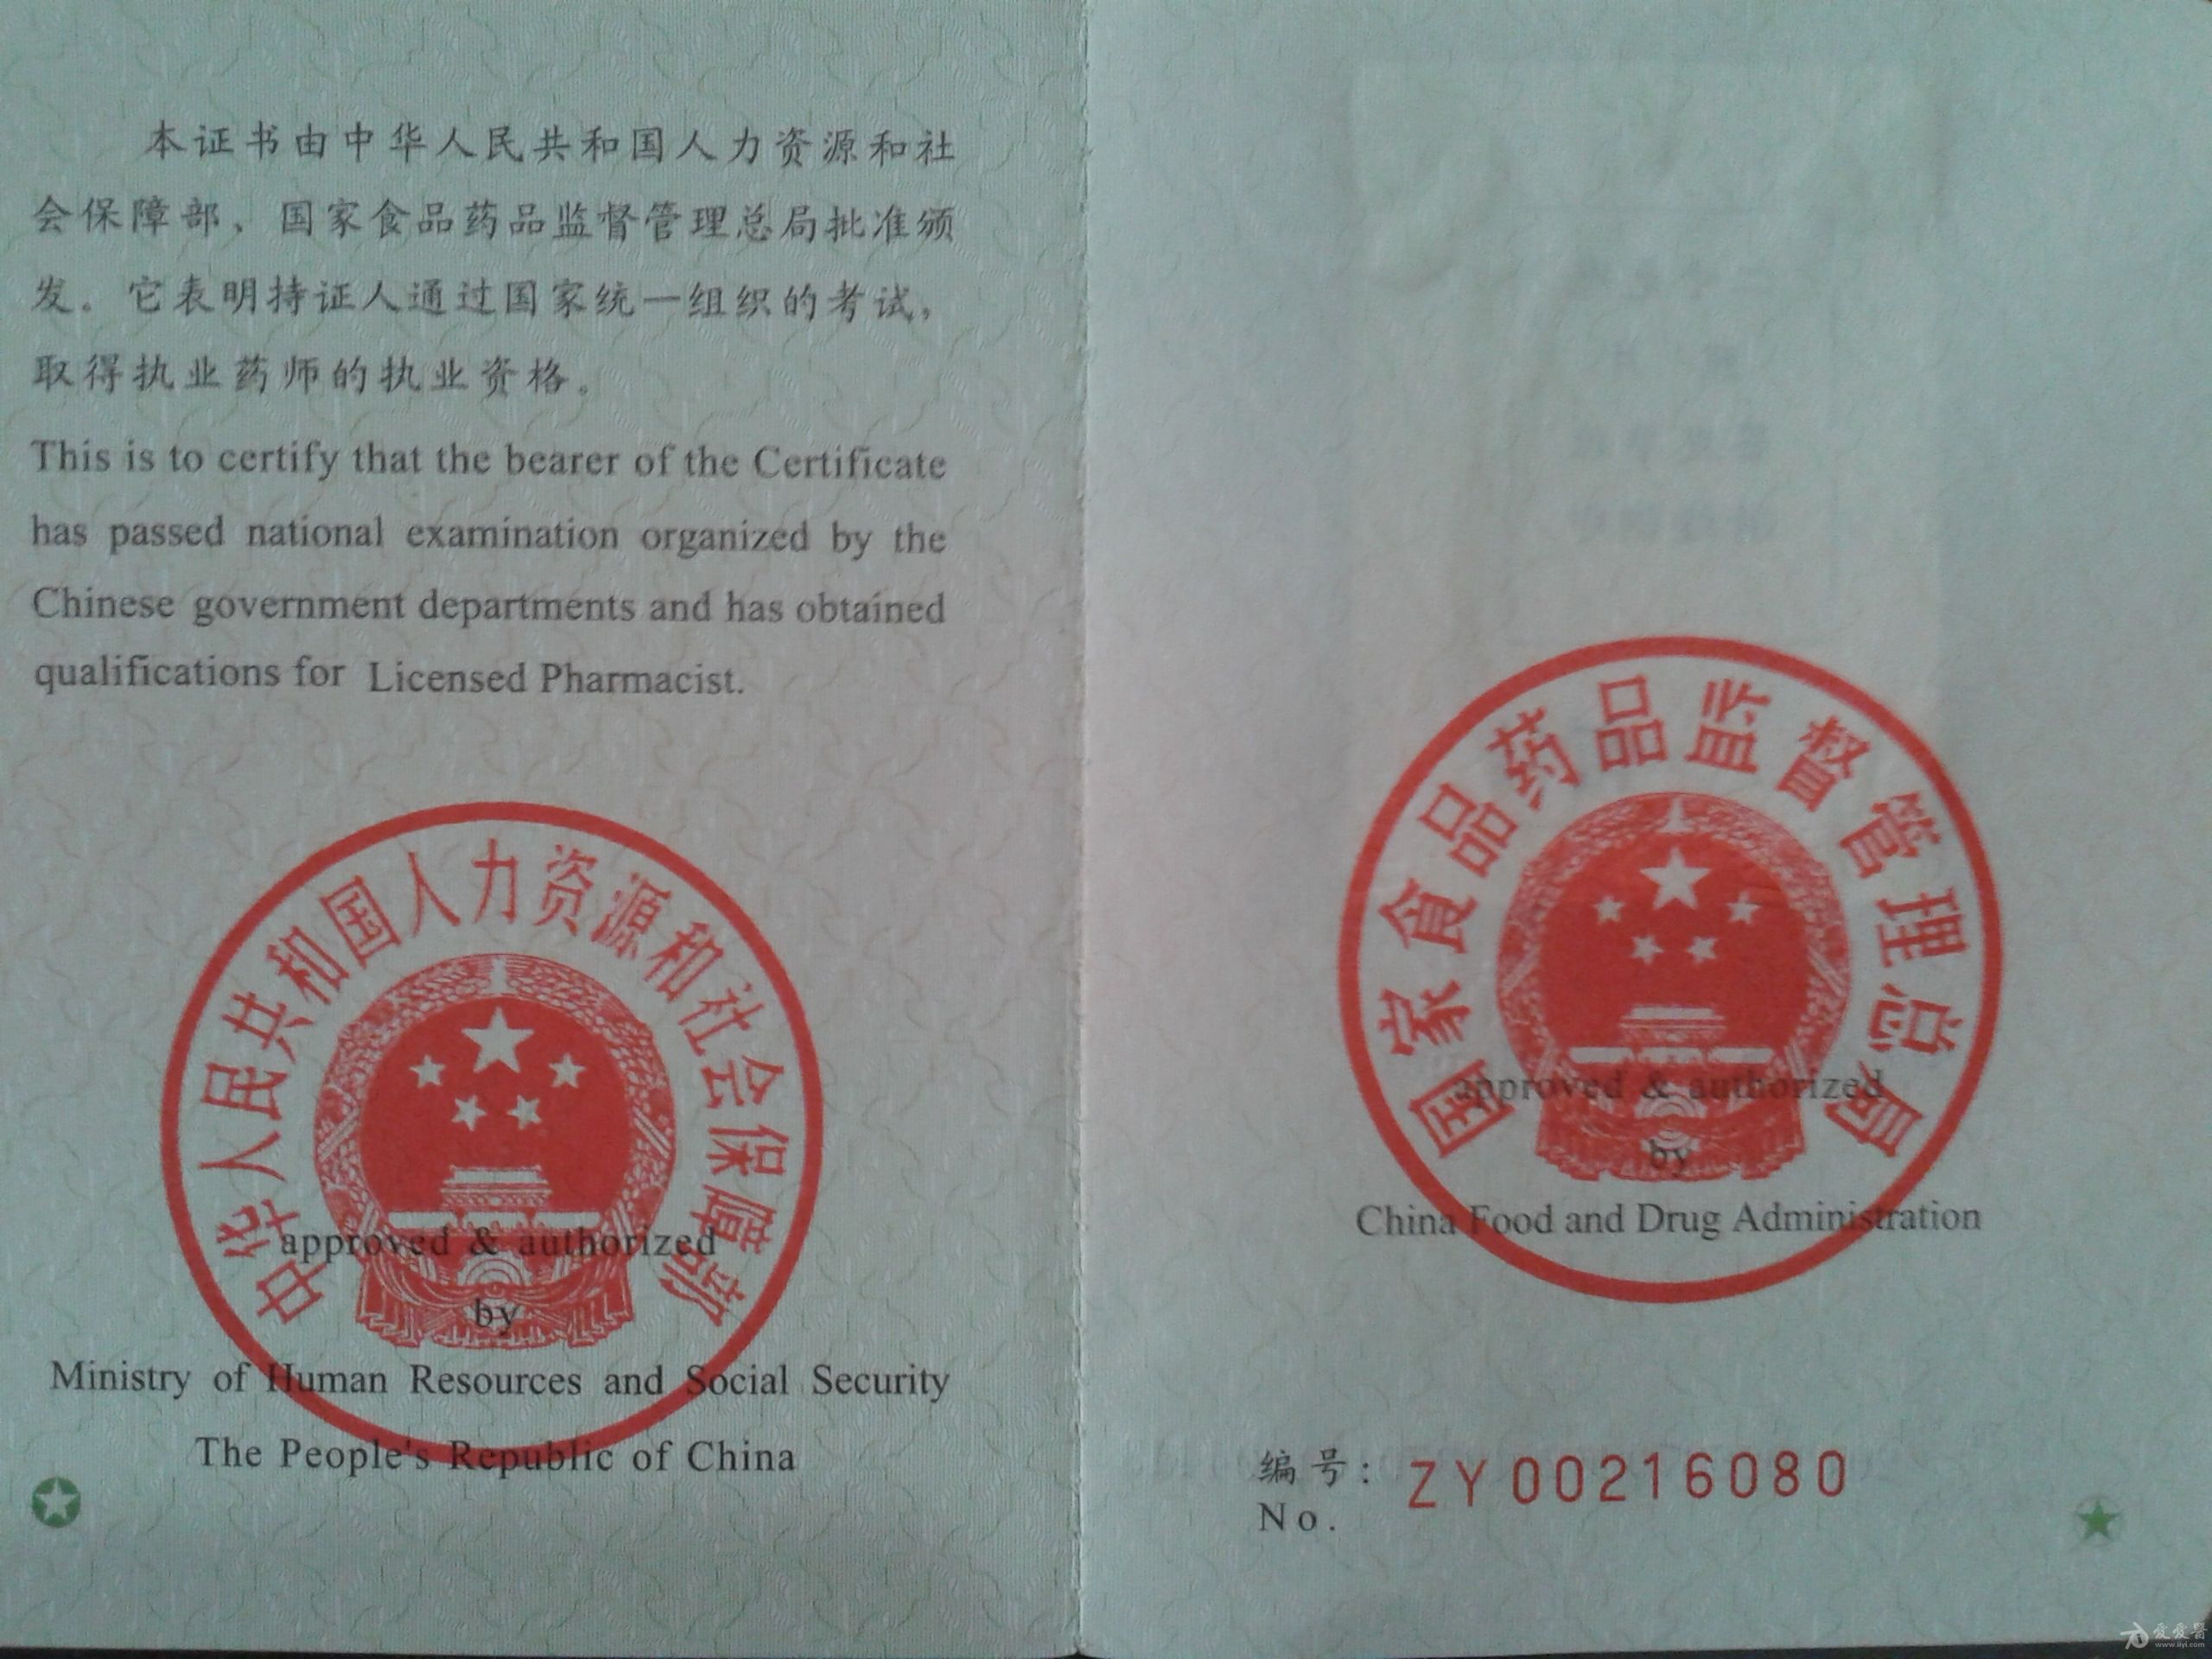 本证书由中华人民共和国人力资源和社
会保障部、国家食品药品监督管理总局批准颁
发。它表明持证人通过国家统一组织的考试,
取得执业药师的执业资格。
This is to certify that the bearer of the Certificate
has passed national examination organized by the
Chinese government departments and has obtained
qualifications for Licensed Pharmacist.
中华人民共和国人力资源和社会保障部
approved & authorized
by
Ministry of Human Resources and Social Security
The People's Republic of China
国家食品药品监督管理总局
approved & authorized
by
China Food and Drug Administration
编号: ZY00216080
No.
爱爱医
www.iiyi.com